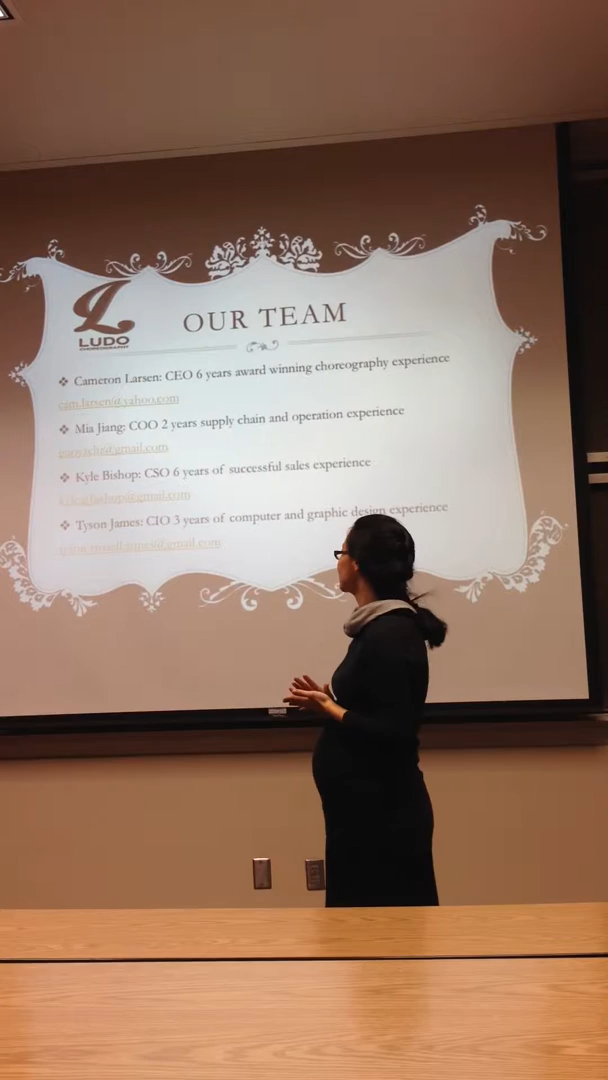 LUDO
OUR TEAM
❖ Cameron Larsen: CEO 6 years award winning choreography experience
cam.larsen@yahoo.com
❖ Mia Jiang: COO 2 years supply chain and operation experience
❖ Kyle Bishop: CSO 6 years of successful sales experience
❖ Tyson James: CIO 3 years of computer and graphic design experience